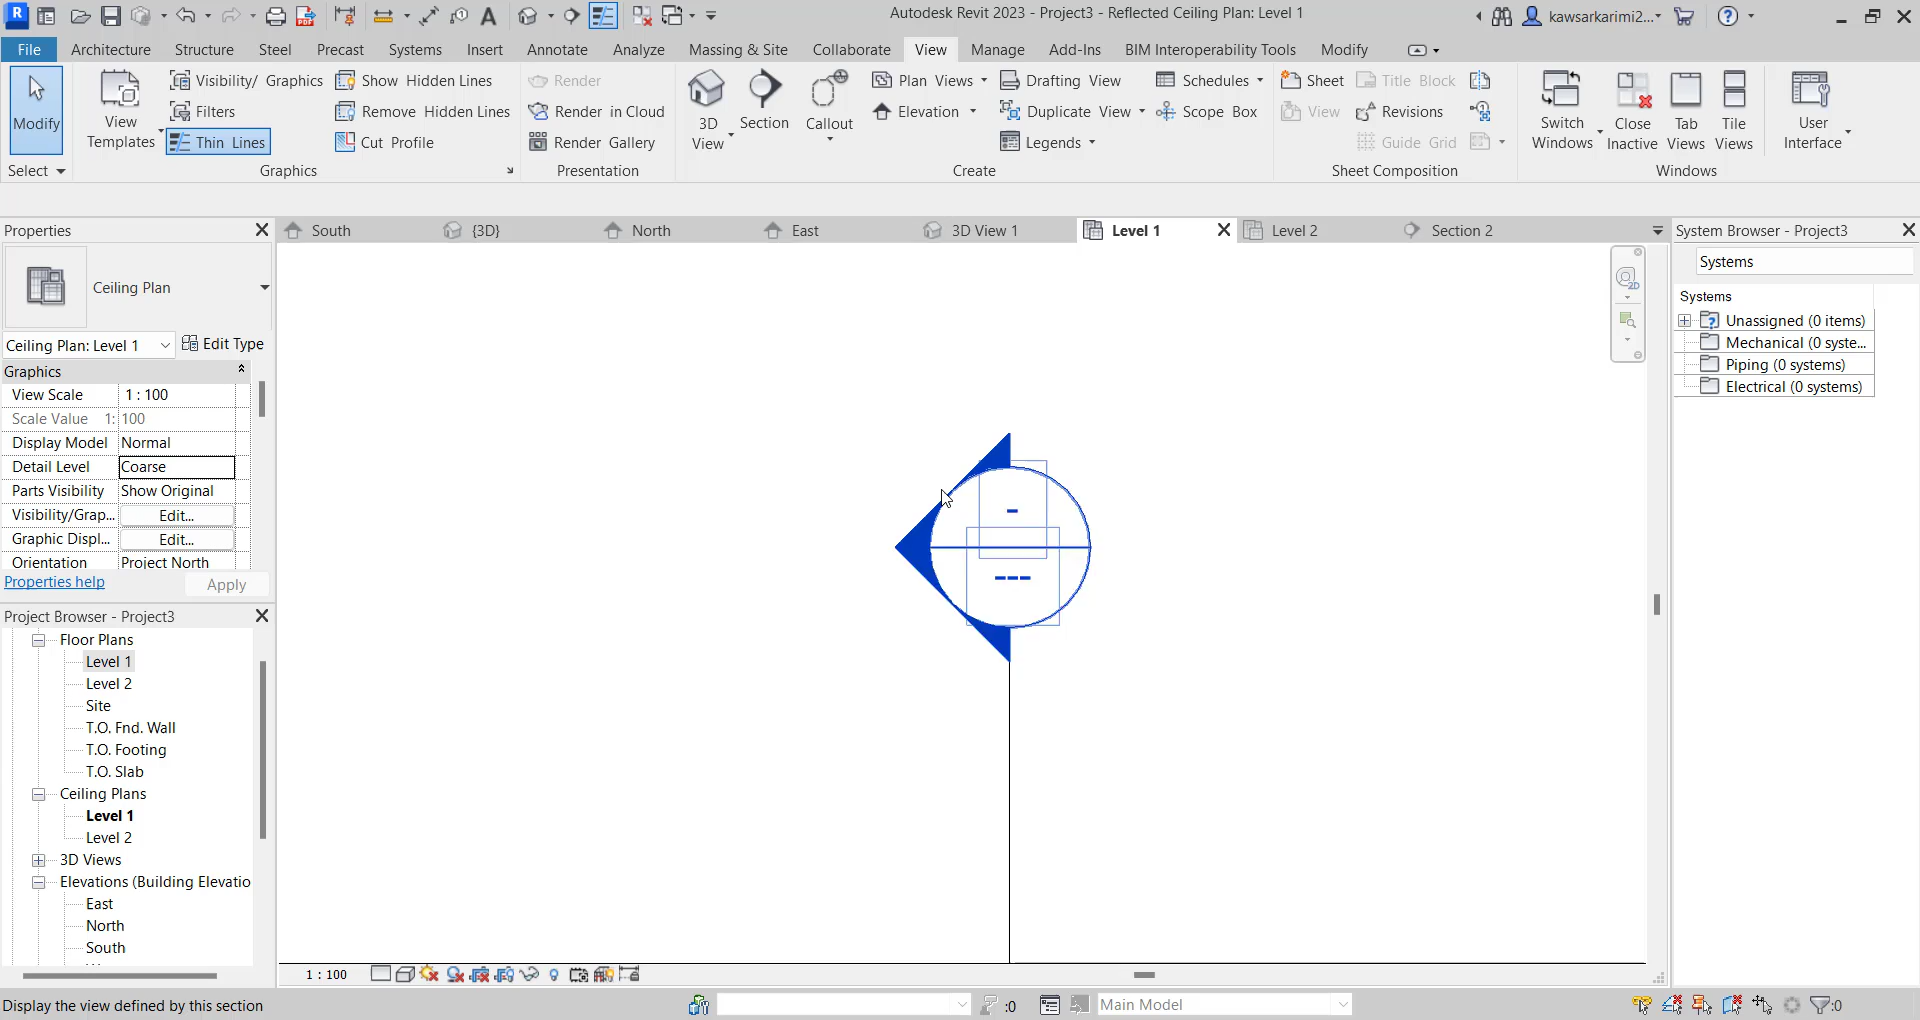 Autodesk Revit 2023 - Project3 - Reflected Ceiling Plan: Level 1
kawsarkarimi2...
File Architecture Structure Steel Precast Systems Insert Annotate Analyze Massing & Site Collaborate View Manage Add-Ins BIM Interoperability Tools Modify
Modify
Select
View Templates
Visibility/ Graphics
Filters
Thin Lines
Show Hidden Lines
Remove Hidden Lines
Cut Profile
Graphics
Render
Render in Cloud
Render Gallery
Presentation
3D View
Section
Callout
Plan Views
Elevation
Drafting View
Duplicate View
Legends
Schedules
Scope Box
Create
Sheet
View
Title Block
Revisions
Guide Grid
Sheet Composition
Switch Windows
Close Inactive
Tab Views
Tile Views
User Interface
Windows
Properties
Ceiling Plan
Ceiling Plan: Level 1
Edit Type
Graphics
View Scale 1 : 100
Scale Value 1: 100
Display Model Normal
Detail Level Coarse
Parts Visibility Show Original
Visibility/Grap... Edit...
Graphic Displ... Edit...
Orientation Project North
Properties help
Apply
Project Browser - Project3
Floor Plans
Level 1
Level 2
Site
T.O. Fnd. Wall
T.O. Footing
T.O. Slab
Ceiling Plans
Level 1
Level 2
3D Views
Elevations (Building Elevatio
East
North
South
South {3D} North East 3D View 1 Level 1 Level 2 Section 2
2D
-
---
1 : 100
System Browser - Project3
Systems
Systems
Unassigned (0 items)
Mechanical (0 syste...
Piping (0 systems)
Electrical (0 systems)
Display the view defined by this section
:0
Main Model
:0